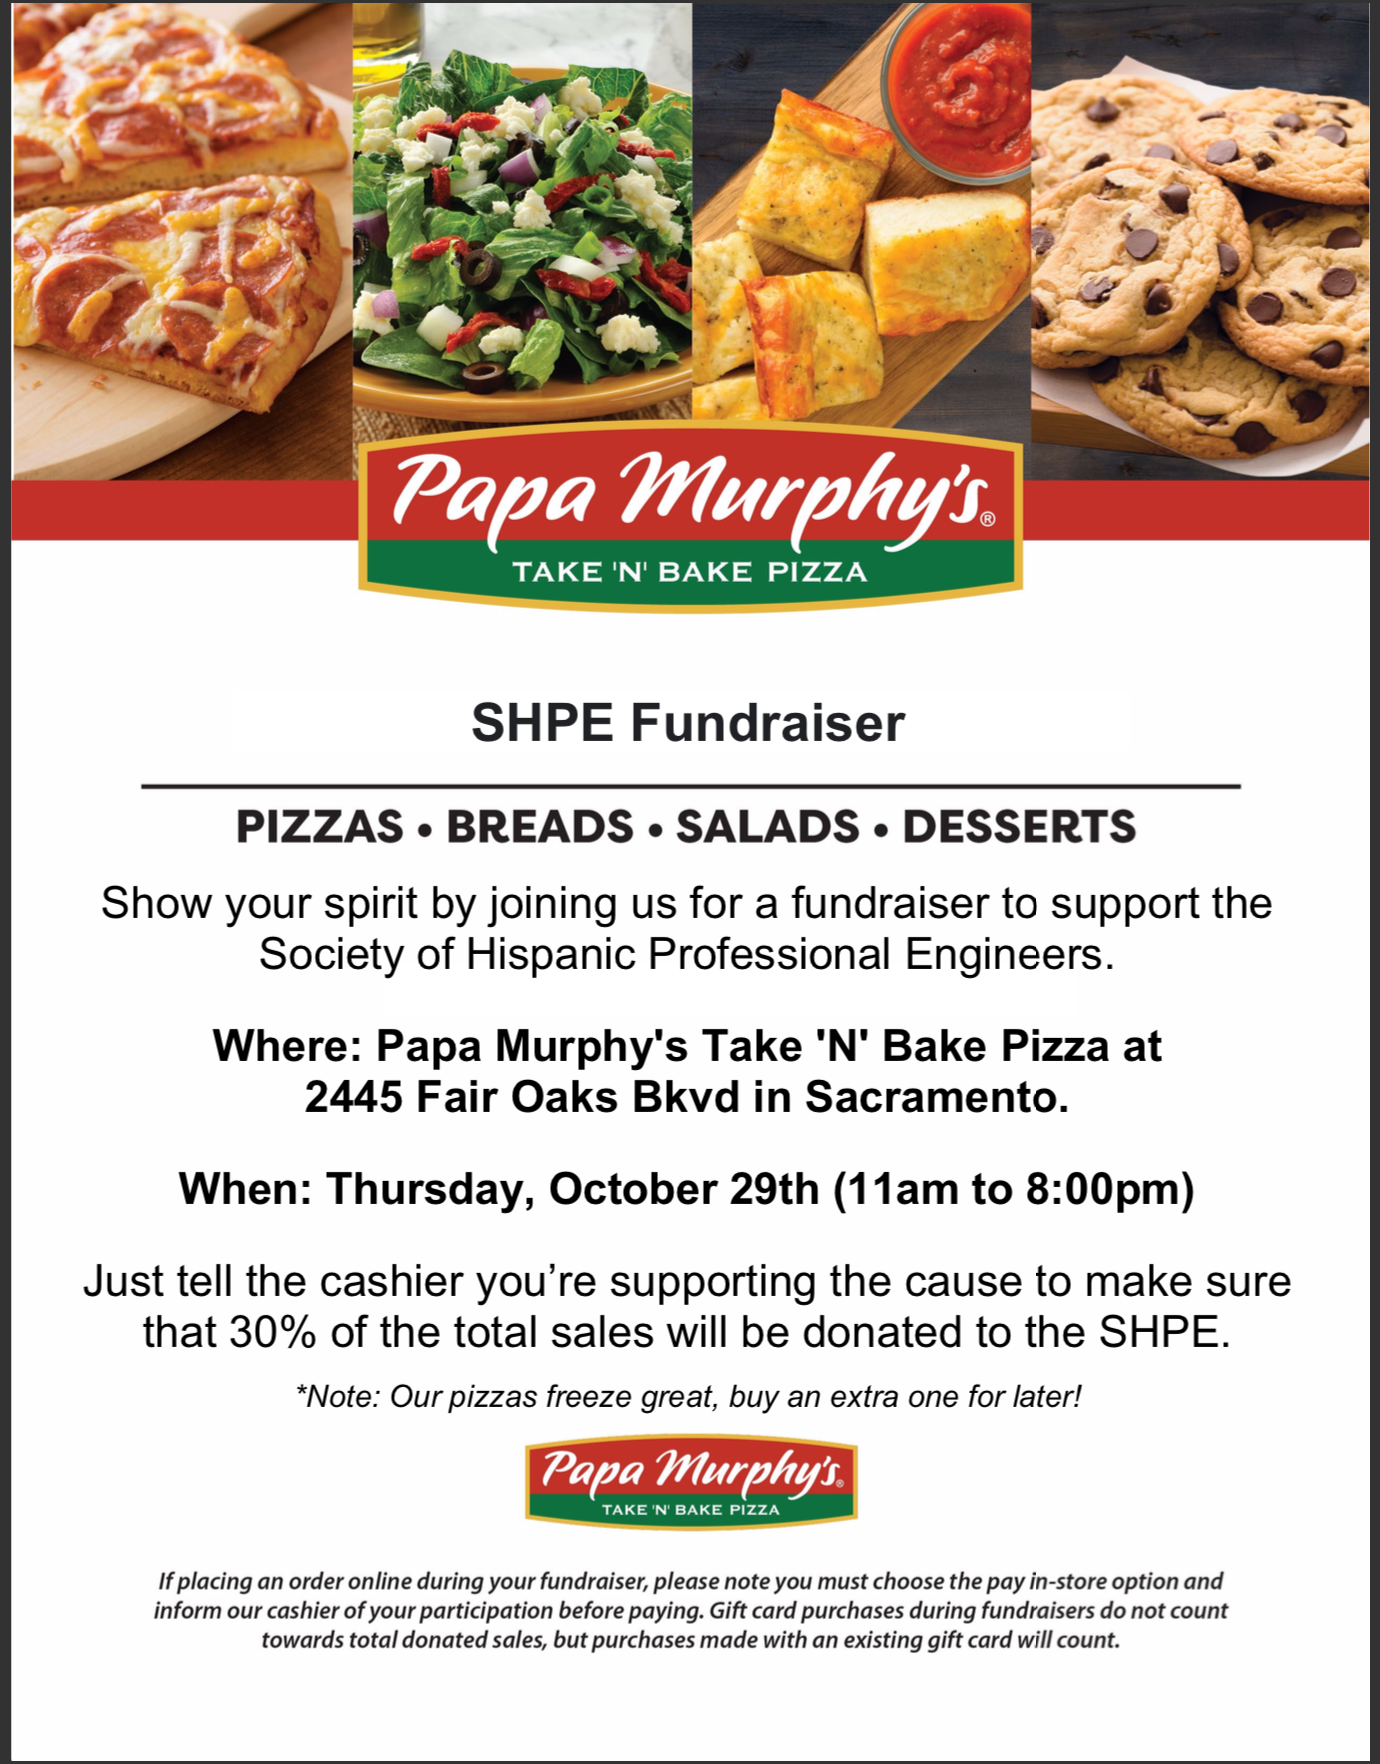 Papa Murphy's®
TAKE 'N' BAKE PIZZA
SHPE Fundraiser
PIZZAS • BREADS • SALADS • DESSERTS
Show your spirit by joining us for a fundraiser to support the
Society of Hispanic Professional Engineers.
Where: Papa Murphy's Take 'N' Bake Pizza at
2445 Fair Oaks Bkvd in Sacramento.
When: Thursday, October 29th (11am to 8:00pm)
Just tell the cashier you’re supporting the cause to make sure
that 30% of the total sales will be donated to the SHPE.
*Note: Our pizzas freeze great, buy an extra one for later!
Papa Murphy's®
TAKE 'N' BAKE PIZZA
If placing an order online during your fundraiser, please note you must choose the pay in-store option and
inform our cashier of your participation before paying. Gift card purchases during fundraisers do not count
towards total donated sales, but purchases made with an existing gift card will count.